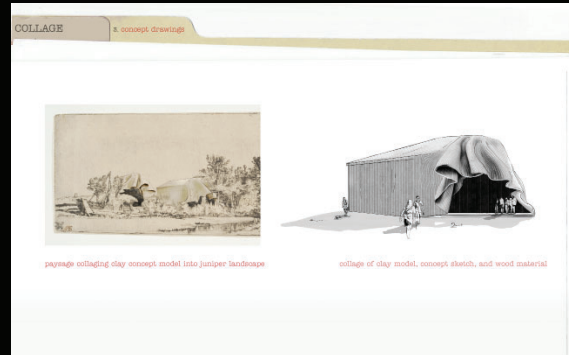 COLLAGE
& concept drawings
paysage collaging clay concept model into juniper landscape
collage of clay model, concept sketch, and wood material